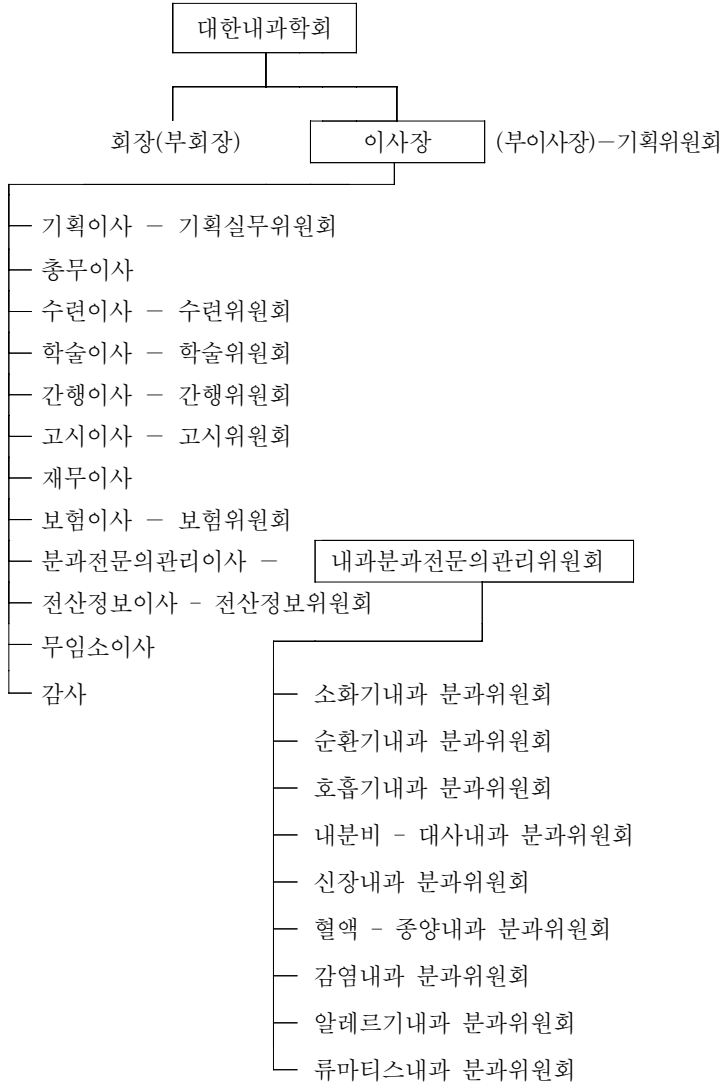 대한내과학회
회장(부회장) 이사장 (부이사장)-기획위원회
기획이사 - 기획실무위원회
총무이사
수련이사 - 수련위원회
학술이사 - 학술위원회
간행이사 - 간행위원회
고시이사 - 고시위원회
재무이사
보험이사 - 보험위원회
분과전문의관리이사 - 내과분과전문의관리위원회
전산정보이사 - 전산정보위원회
무임소이사
감사
소화기내과 분과위원회
순환기내과 분과위원회
호흡기내과 분과위원회
내분비 - 대사내과 분과위원회
신장내과 분과위원회
혈액 - 종양내과 분과위원회
감염내과 분과위원회
알레르기내과 분과위원회
류마티스내과 분과위원회